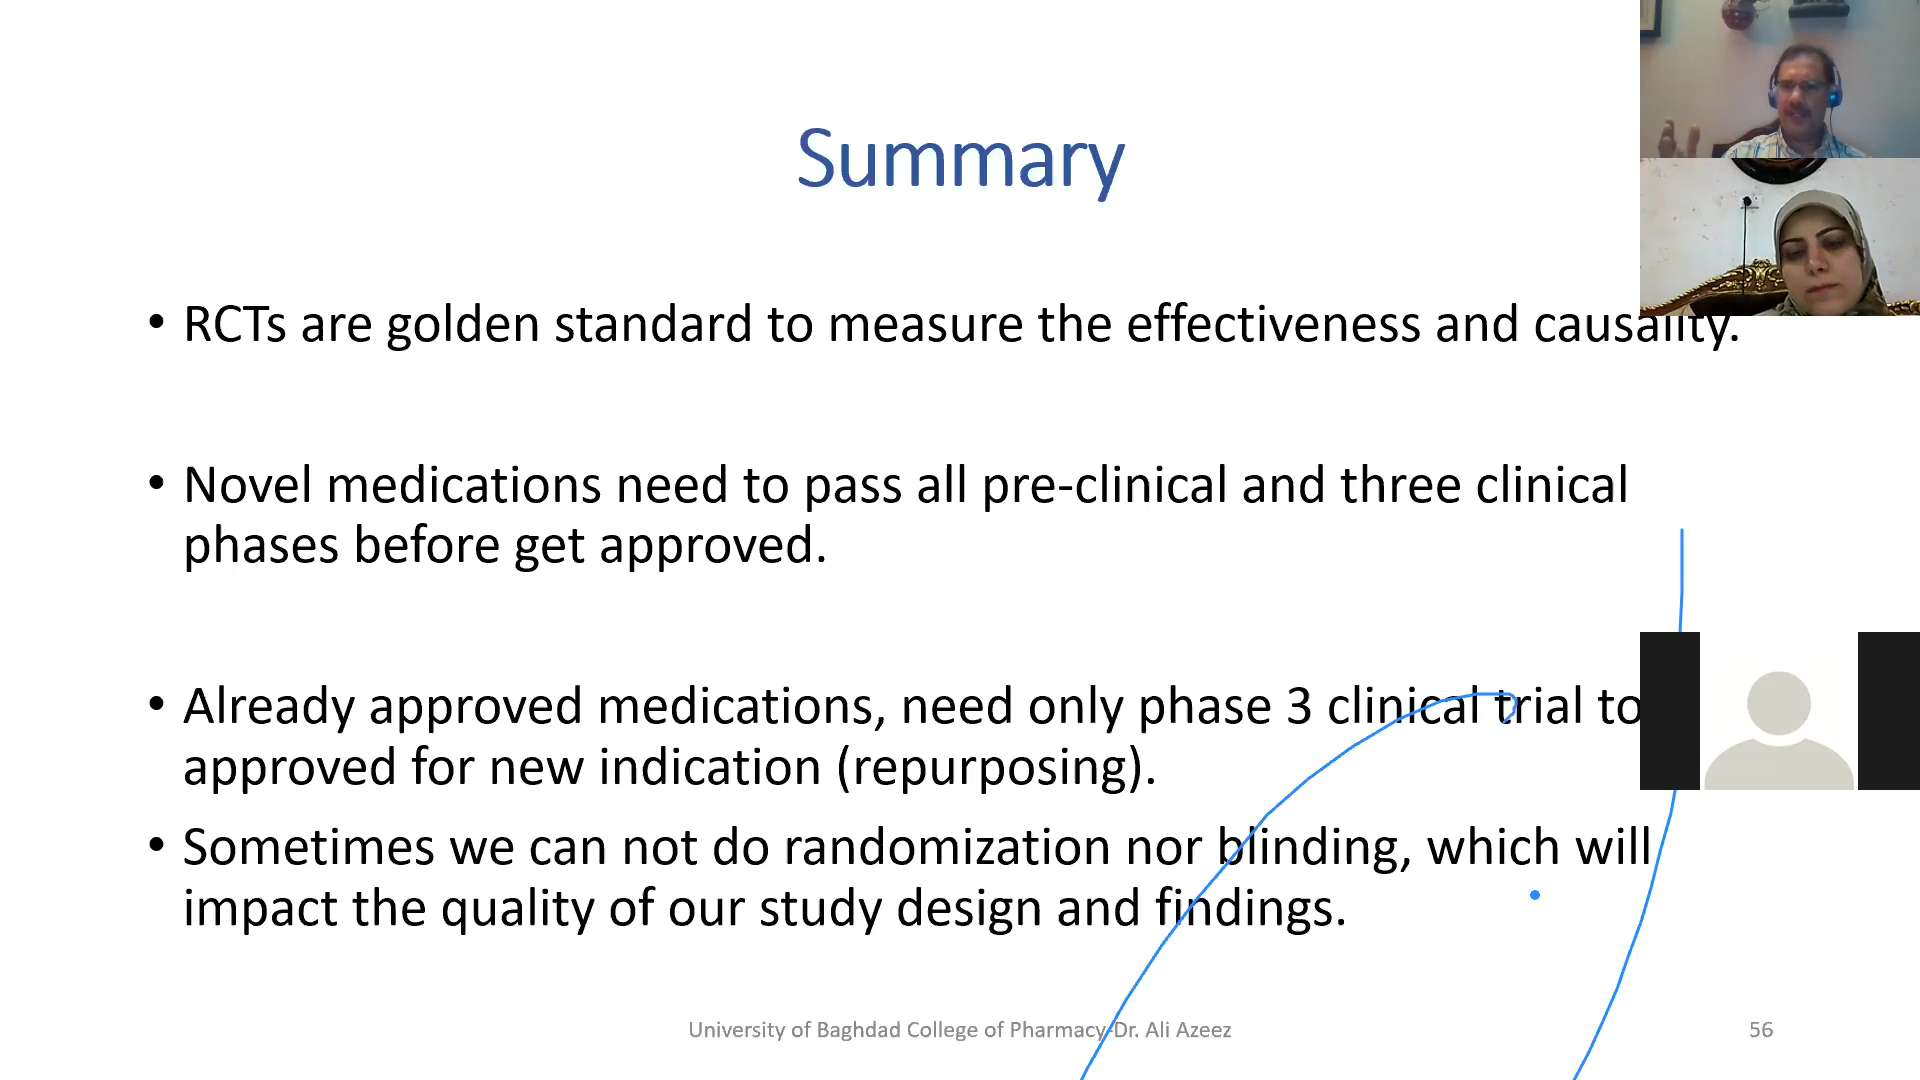 Summary
• RCTs are golden standard to measure the effectiveness and causality.
• Novel medications need to pass all pre-clinical and three clinical
phases before get approved.
• Already approved medications, need only phase 3 clinical trial to
approved for new indication (repurposing).
• Sometimes we can not do randomization nor blinding, which will
impact the quality of our study design and findings.
University of Baghdad College of Pharmacy-Dr. Ali Azeez
56